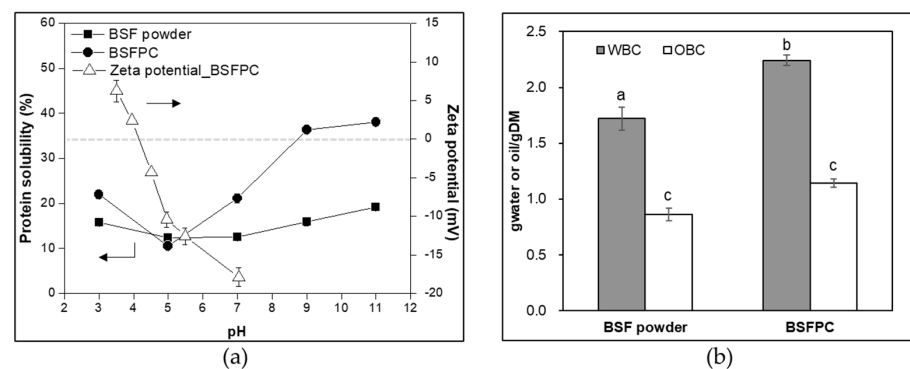 60
50
40
30
20
10
0
Protein solubility (%)
BSF powder
BSFPC
Zeta potential_BSFPC
15
10
5
0
-5
-10
-15
-20
Zeta potential (mV)
2 3 4 5 6 7 8 9 10 11 12
pH
(a)
2.5
2.0
1.5
1.0
0.5
0.0
gwater or oil/gDM
WBC OBC
a
c
b
c
BSF powder BSFPC
(b)